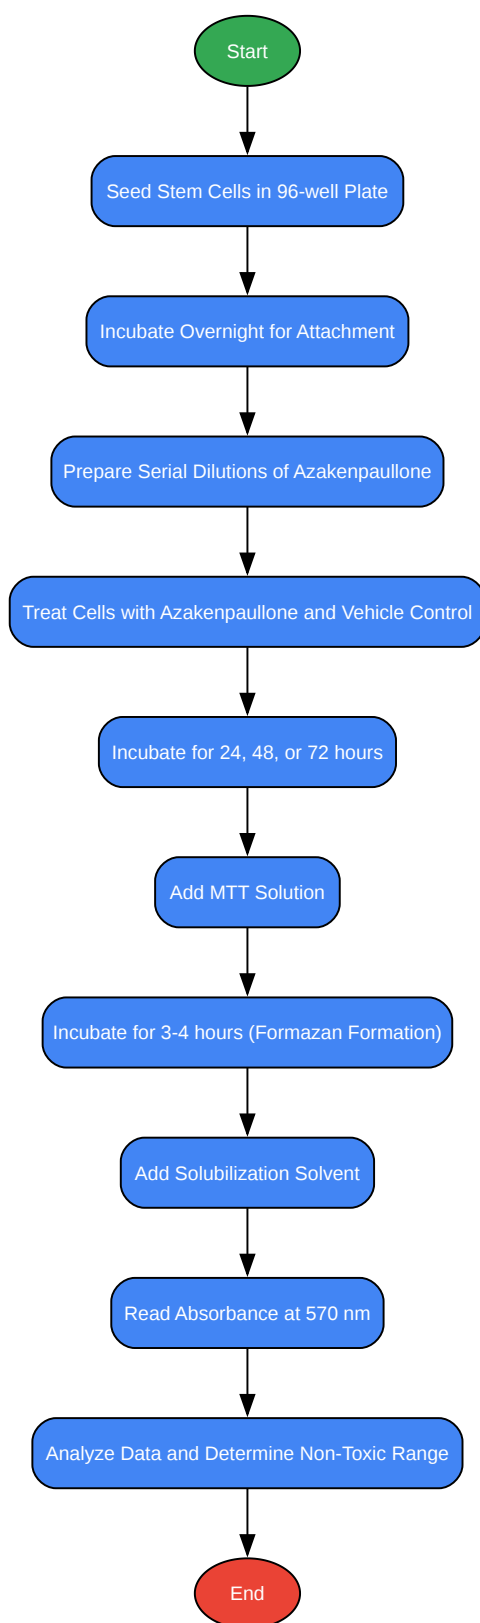 Start
Seed Stem Cells in 96-well Plate
Incubate Overnight for Attachment
Prepare Serial Dilutions of Azakenpaullone
Treat Cells with Azakenpaullone and Vehicle Control
Incubate for 24, 48, or 72 hours
Add MTT Solution
Incubate for 3-4 hours (Formazan Formation)
Add Solubilization Solvent
Read Absorbance at 570 nm
Analyze Data and Determine Non-Toxic Range
End